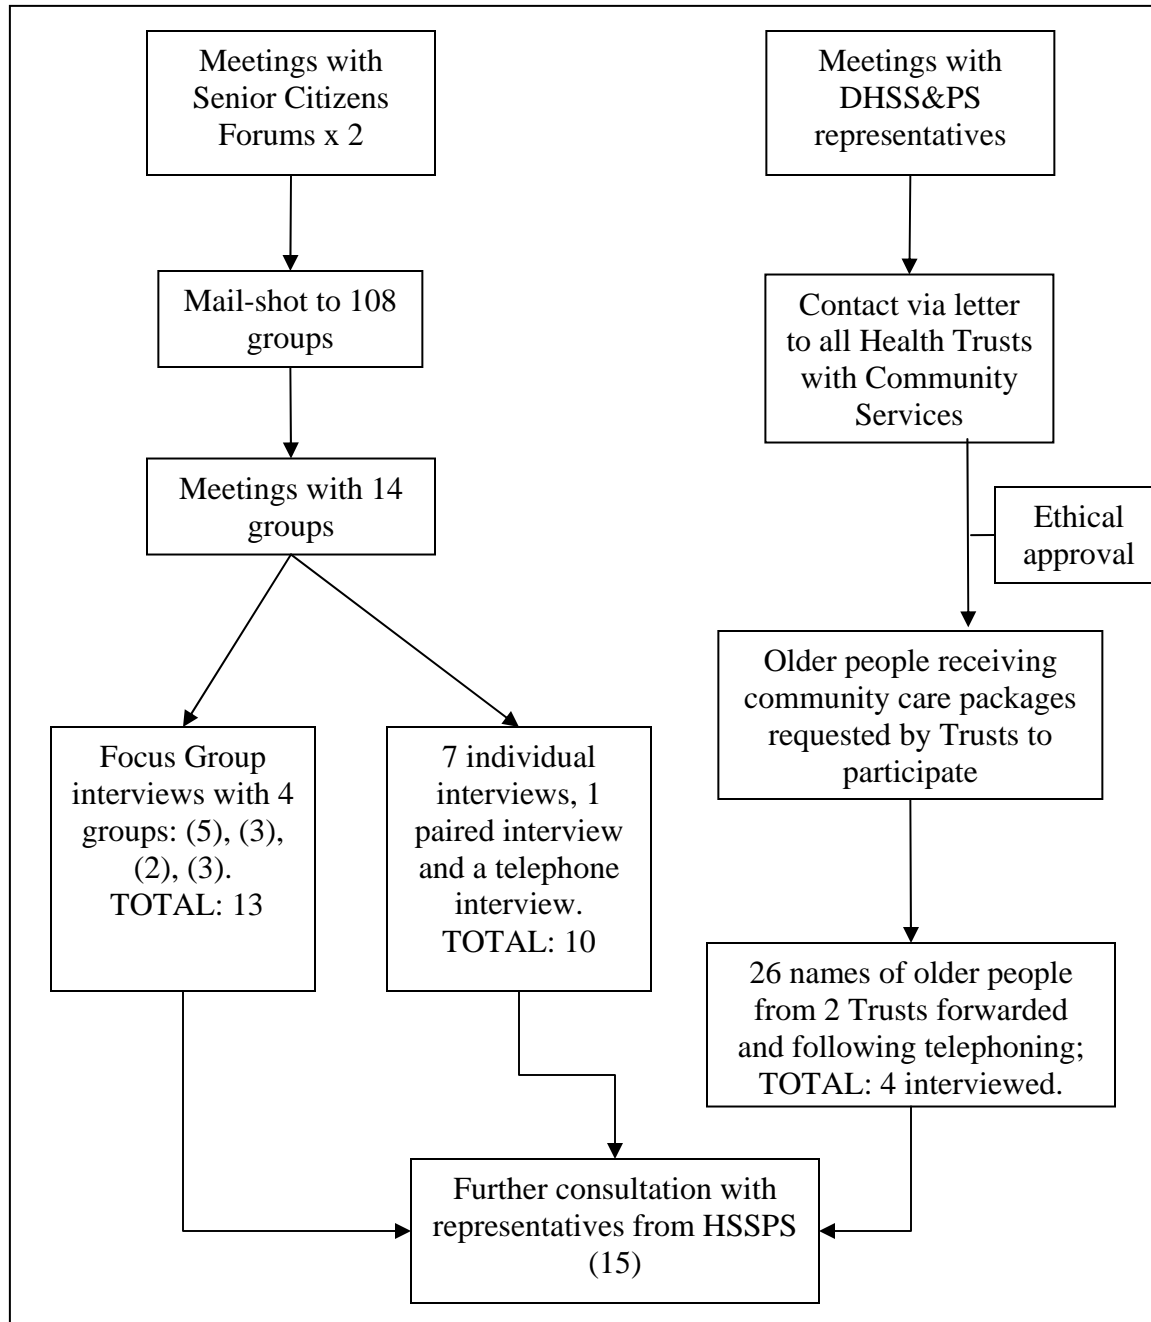 Meetings with
Senior Citizens
Forums x 2
Meetings with
DHSS&PS
representatives
Mail-shot to 108
groups
Contact via letter
to all Health Trusts
with Community
Services
Meetings with 14
groups
Ethical
approval
Older people receiving
community care packages
requested by Trusts to
participate
Focus Group
interviews with 4
groups: (5), (3),
(2), (3).
TOTAL: 13
7 individual
interviews, 1
paired interview
and a telephone
interview.
TOTAL: 10
26 names of older people
from 2 Trusts forwarded
and following telephoning;
TOTAL: 4 interviewed.
Further consultation with
representatives from HSSPS
(15)